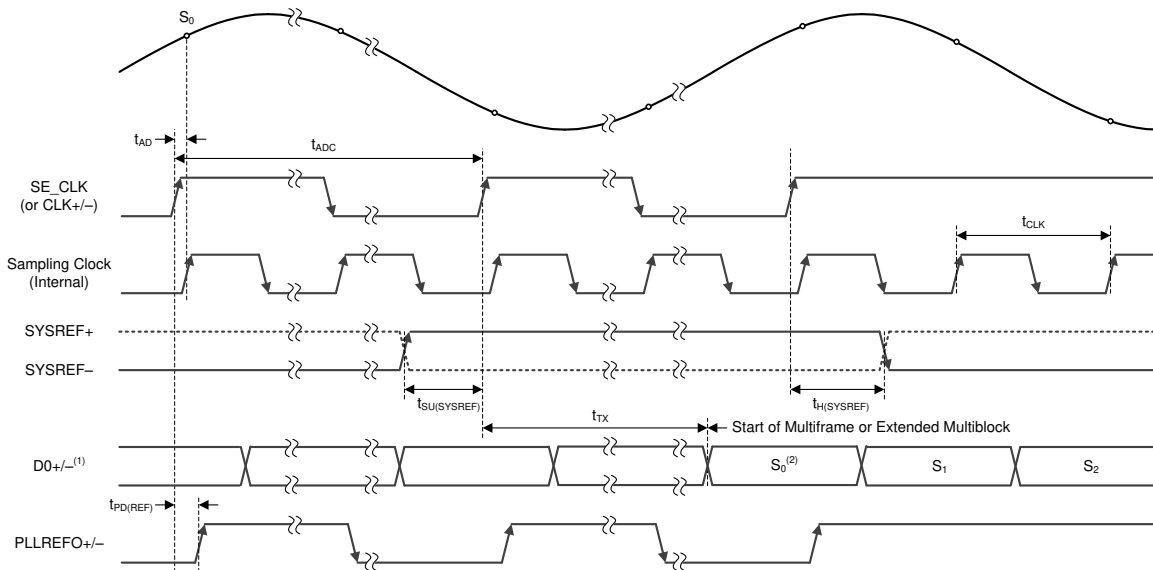 S0
tAD
tADC
SE_CLK
(or CLK+/–)
tCLK
Sampling Clock
(Internal)
SYSREF+
SYSREF–
tSU(SYSREF)
tH(SYSREF)
tTX
Start of Multiframe or Extended Multiblock
D0+/–(1)
S0(2)
S1
S2
tPD(REF)
PLLREFO+/–